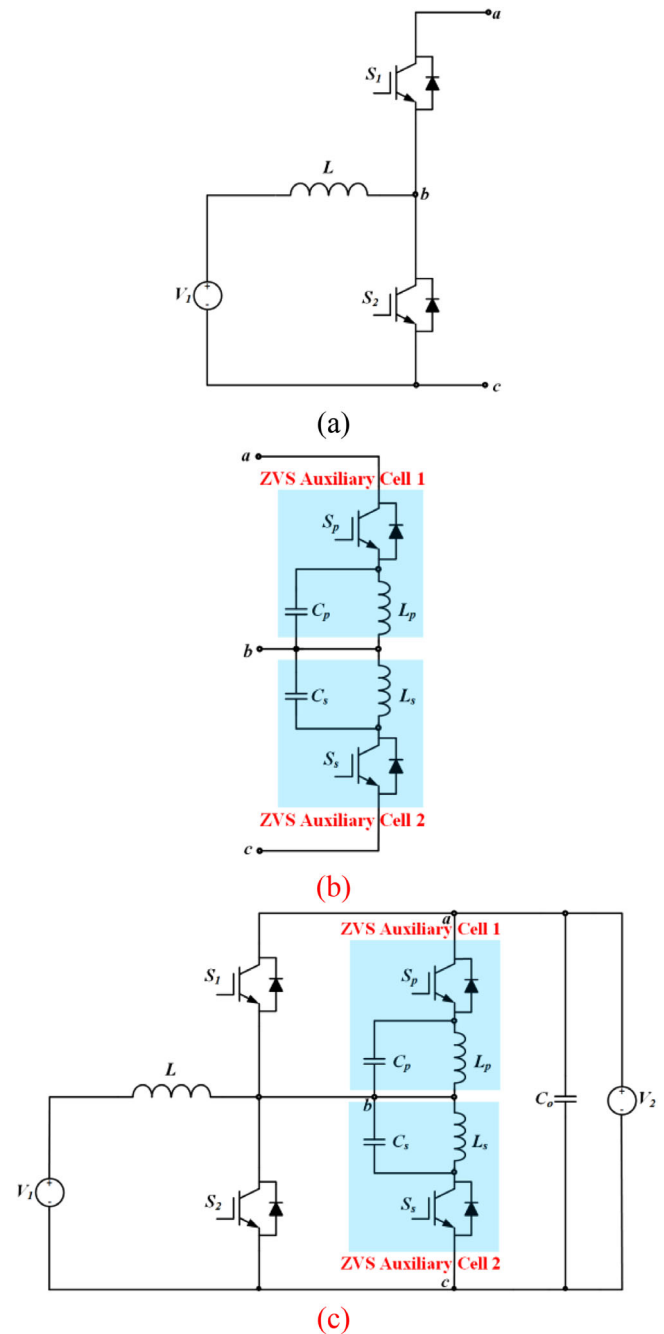 a
S1
L
b
V1
+
-
S2
c
(a)
a
ZVS Auxiliary Cell 1
Sp
Cp
Lp
b
Cs
Ls
Ss
ZVS Auxiliary Cell 2
c
(b)
a
ZVS Auxiliary Cell 1
S1
Sp
L
Cp
Lp
b
Co
+
-
V2
Cs
Ls
V1
+
-
S2
Ss
ZVS Auxiliary Cell 2
c
(c)